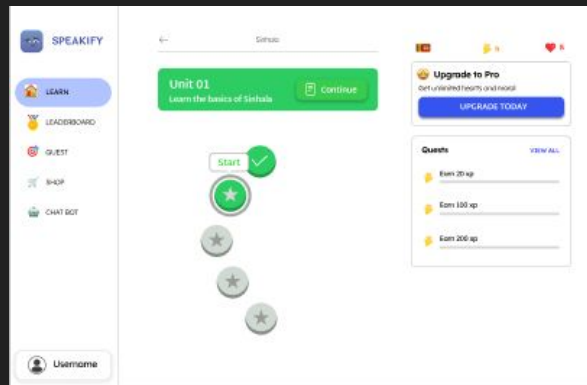 SPEAKIFY
LEARN
LEADERBOARD
QUEST
SHOP
CHAT BOT
Username
Sinhala
Unit 01
Learn the basics of Sinhala
Continue
Start
Upgrade to Pro
Get unlimited hearts and more!
UPGRADE TODAY
Quests
VIEW ALL
Earn 20 xp
Earn 100 xp
Earn 200 xp